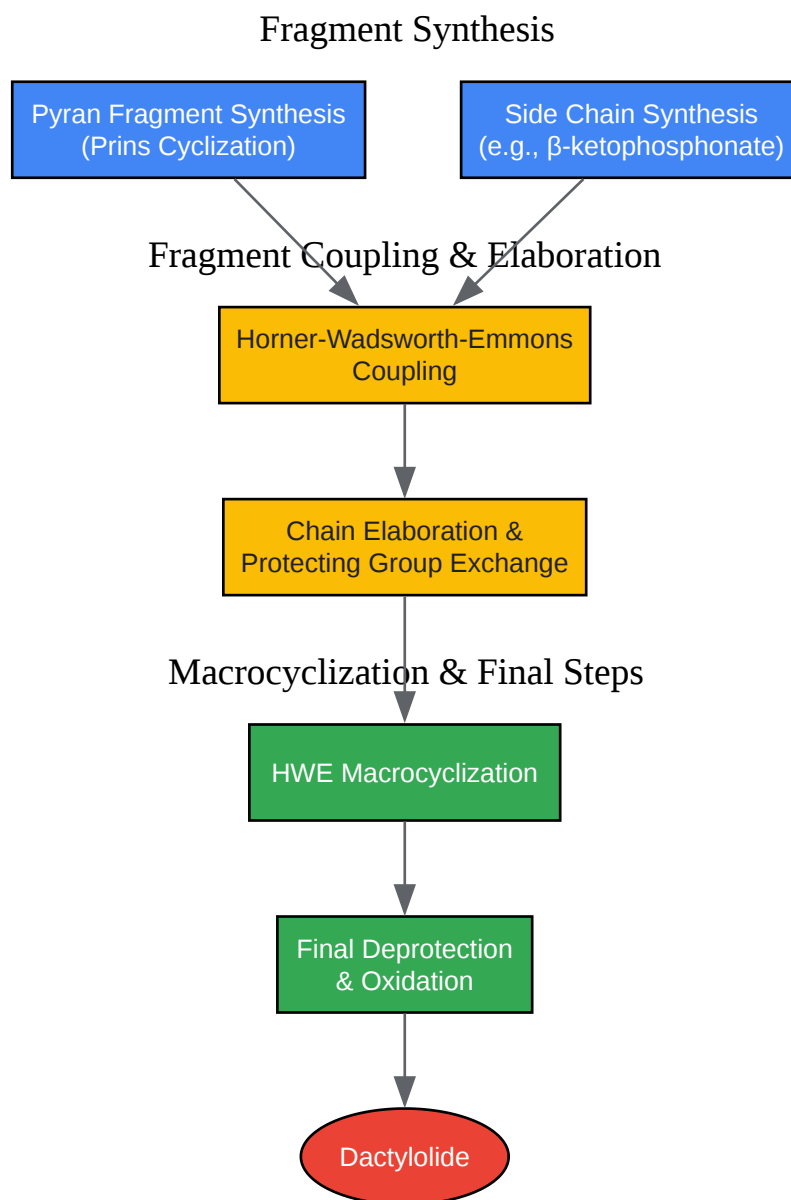 Fragment Synthesis
Pyran Fragment Synthesis
(Prins Cyclization)
Side Chain Synthesis
(e.g., β-ketophosphonate)
Fragment Coupling & Elaboration
Horner-Wadsworth-Emmons
Coupling
Chain Elaboration &
Protecting Group Exchange
Macrocyclization & Final Steps
HWE Macrocyclization
Final Deprotection
& Oxidation
Dactylolide